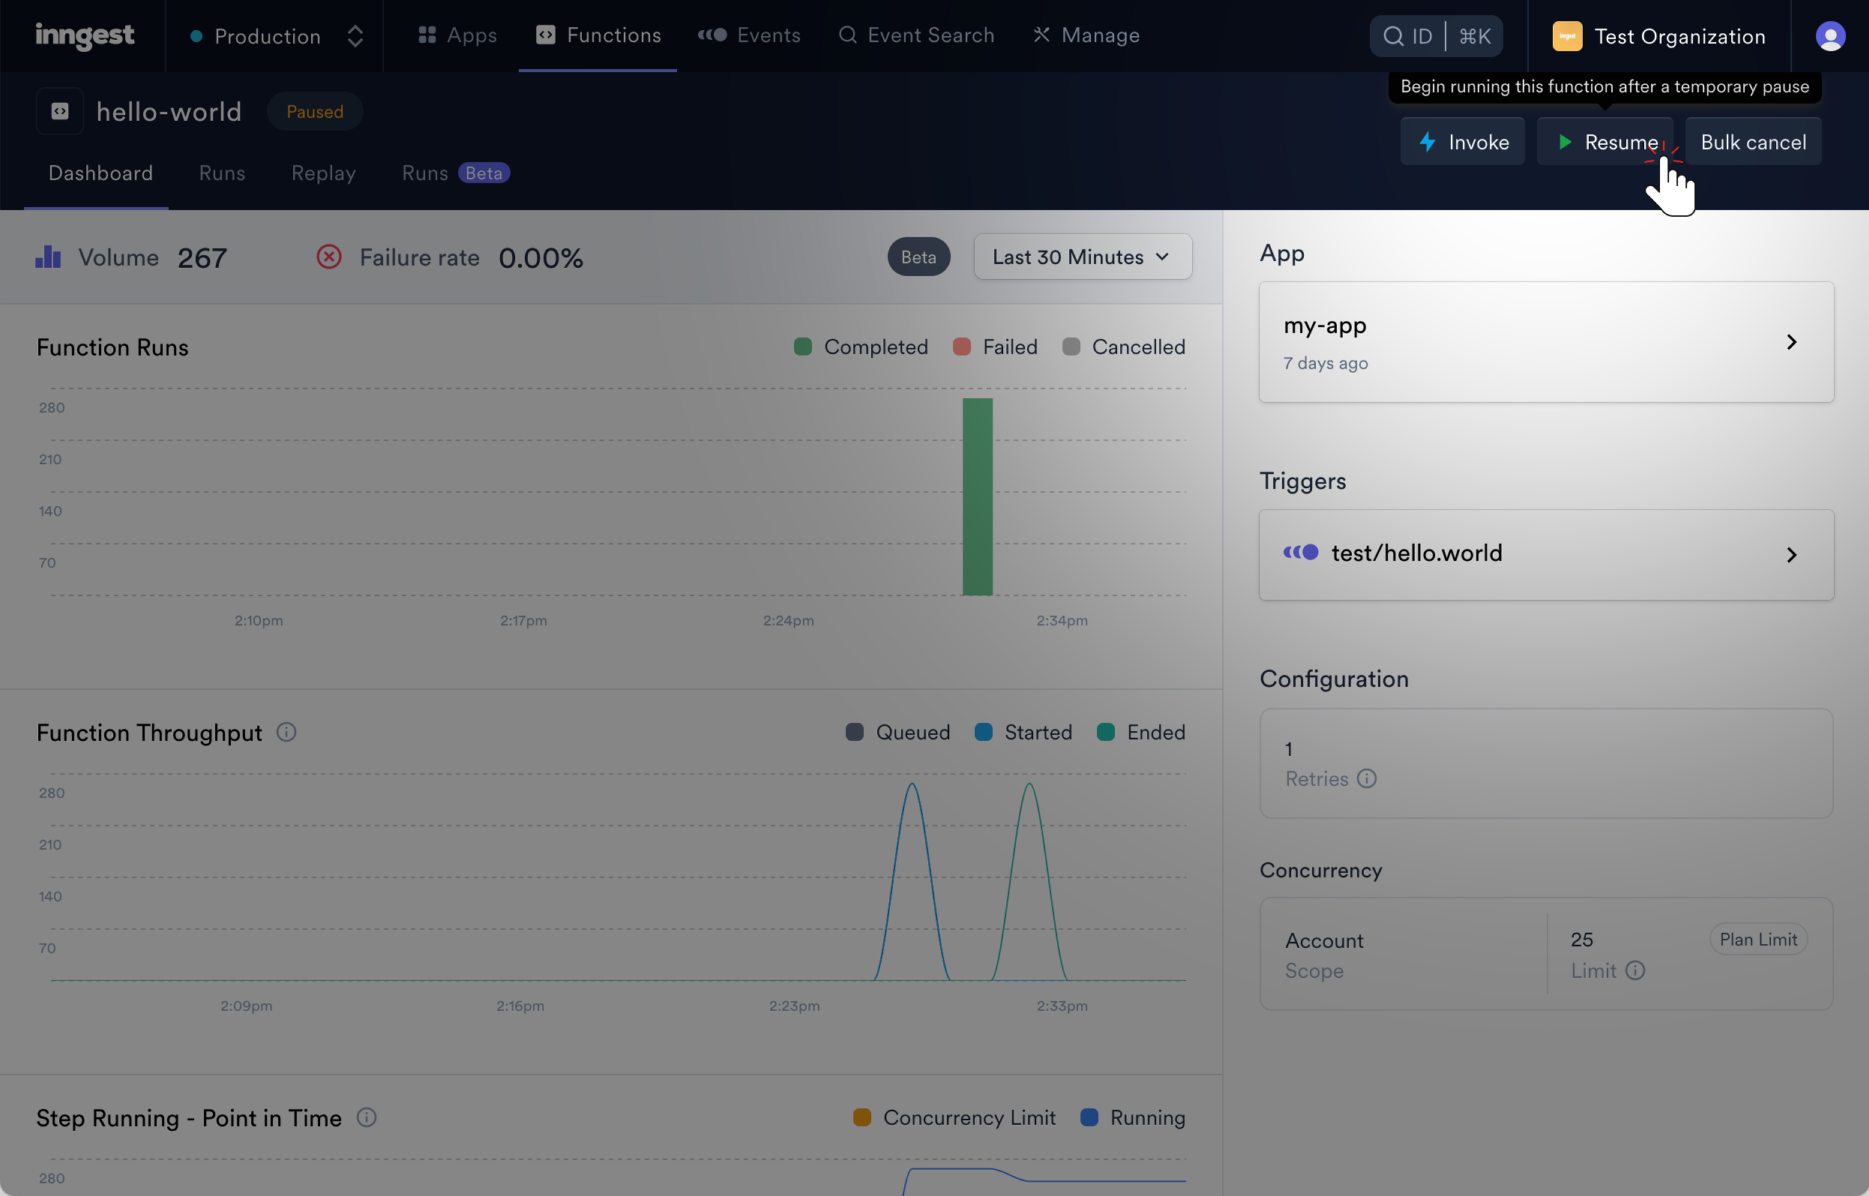 inngest
Production
Apps
Functions
Events
Event Search
Manage
ID | ⌘K
Test Organization
Begin running this function after a temporary pause
hello-world
Paused
Invoke
Resume
Bulk cancel
Dashboard
Runs
Replay
Runs Beta
Volume 267
Failure rate 0.00%
Beta
Last 30 Minutes
Function Runs
Completed
Failed
Cancelled
280
210
140
70
2:10pm
2:17pm
2:24pm
2:34pm
Function Throughput
Queued
Started
Ended
280
210
140
70
2:09pm
2:16pm
2:23pm
2:33pm
Step Running - Point in Time
Concurrency Limit
Running
280
App
my-app
7 days ago
Triggers
test/hello.world
Configuration
1
Retries
Concurrency
Account
Scope
25
Limit
Plan Limit